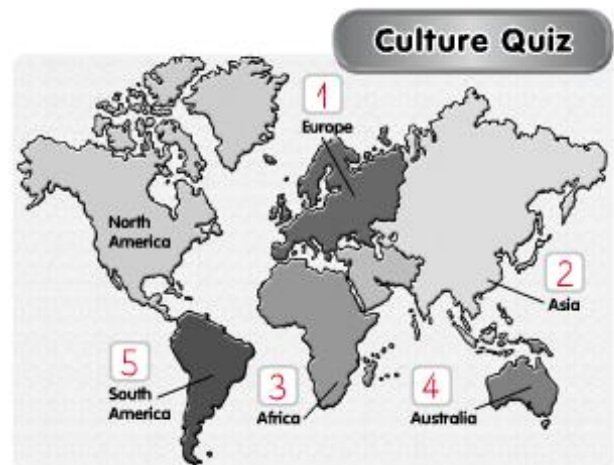 Culture Quiz
1
Europe
North
America
2
Asia
5
South
America
3
Africa
4
Australia